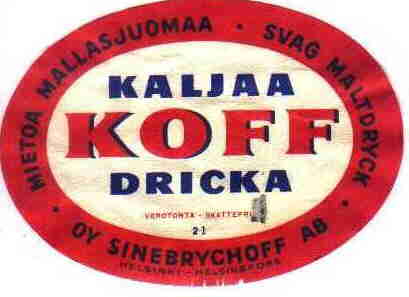 MIETOA MALLASJUOMAA · SVAG MALTDRYCK ·
KALJAA
KOFF
DRICKA
VEROTONTA - SKATTEFRI
21
OY SINEBRYCHOFF AB
HELSINKI - HELSINGFORS